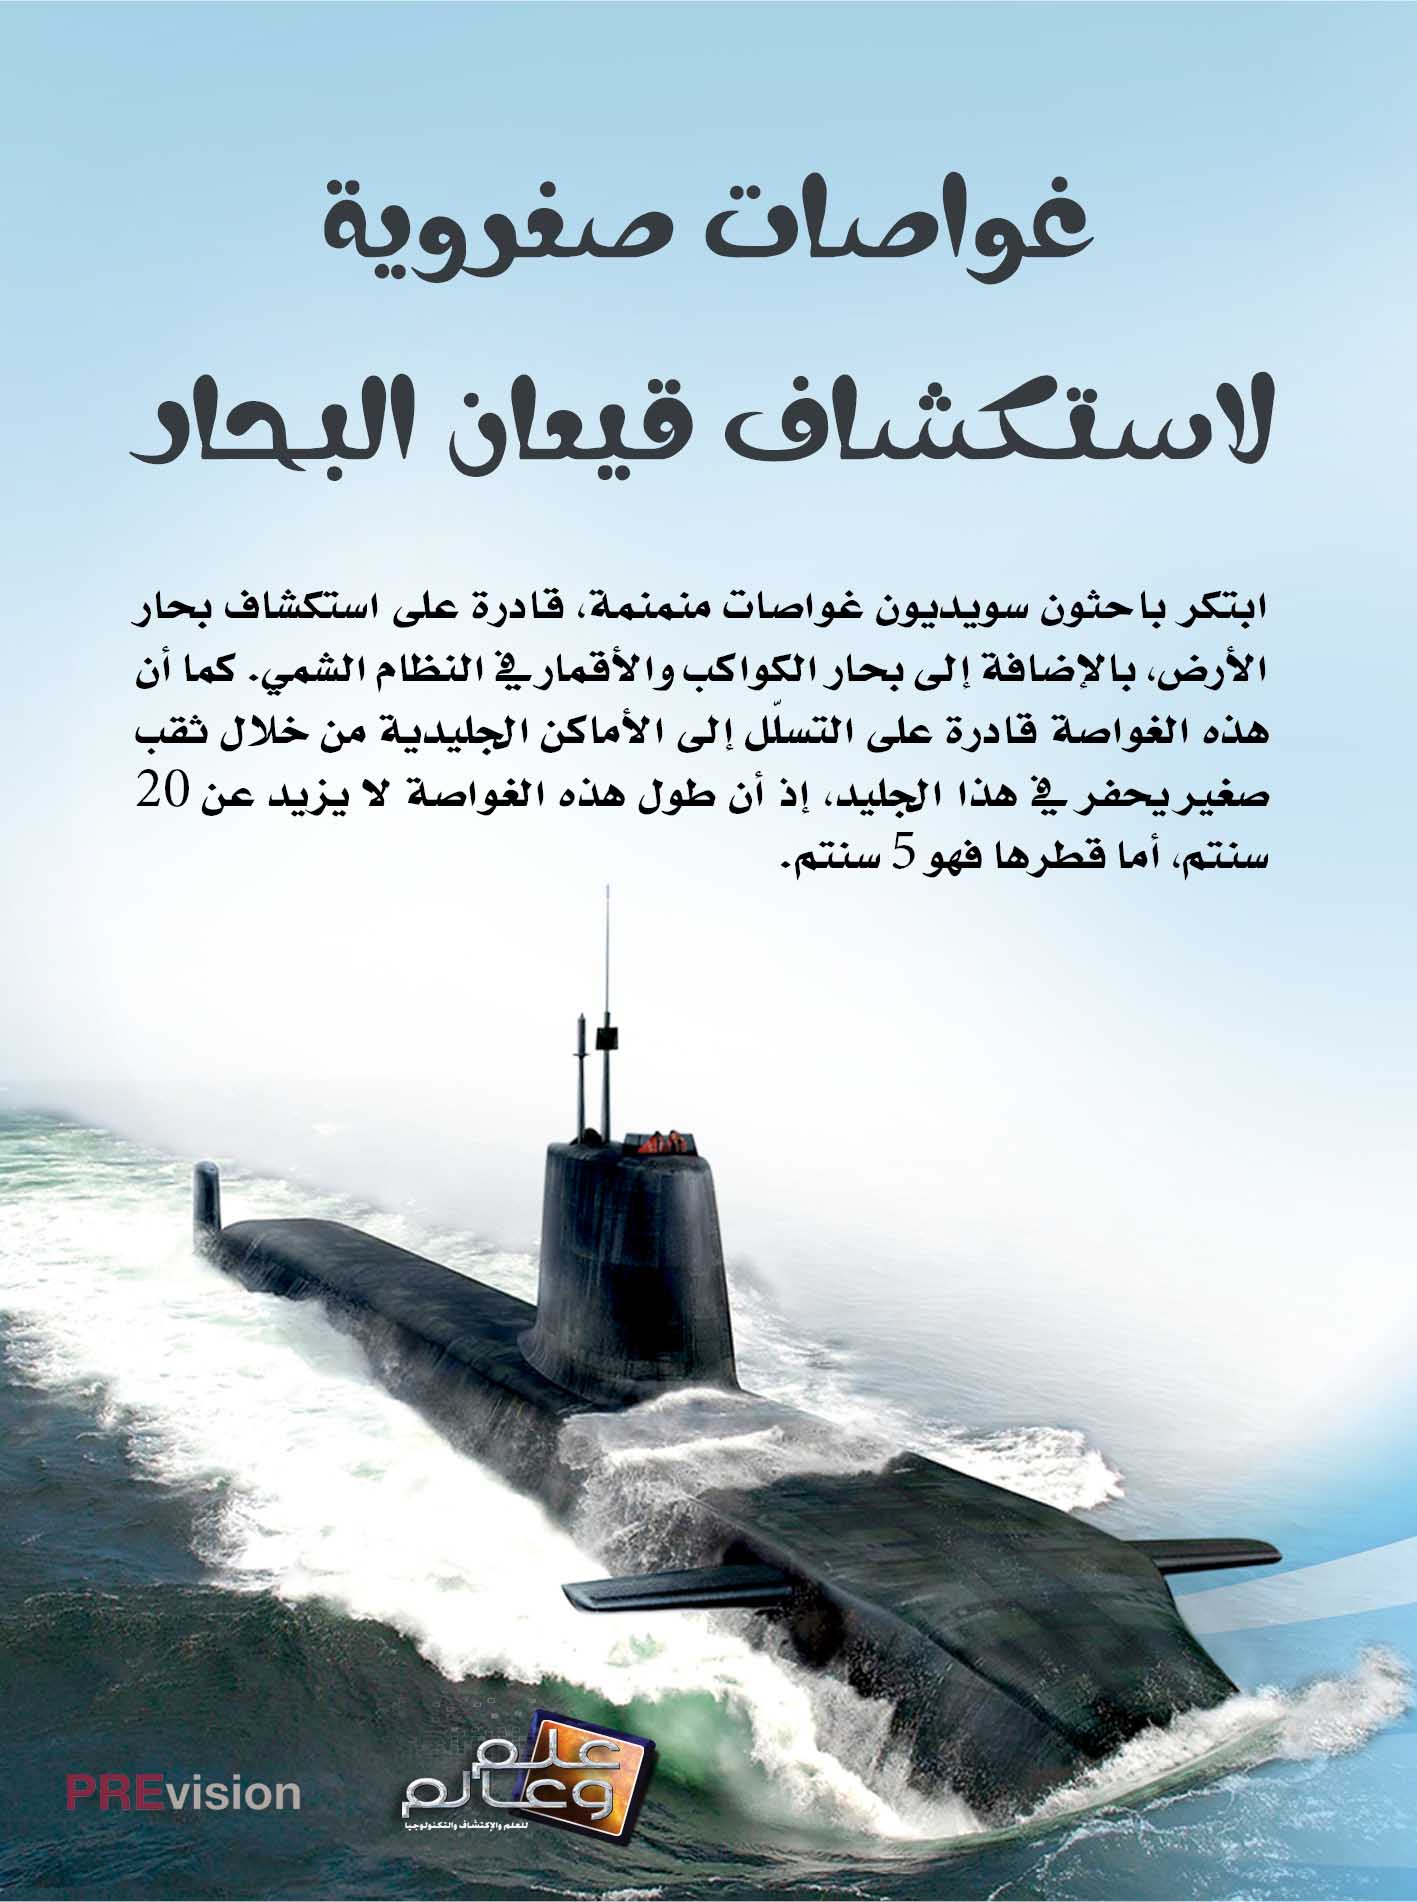 غواصات صغروية
لاستكشاف قيعان البحار
ابتكر باحثون سويديون غواصات منمنمة، قادرة على استكشاف بحار
الأرض، بالإضافة إلى بحار الكواكب والأقمار في النظام الشمي. كما أن
هذه الغواصة قادرة على التسلّل إلى الأماكن الجليدية من خلال ثقب
صغير يحفر في هذا الجليد، إذ أن طول هذه الغواصة لا يزيد عن 20
سنتم، أما قطرها فهو 5 سنتم.
علم
وعالم
للعلم والإكتشاف والتكنولوجيا
PREvision